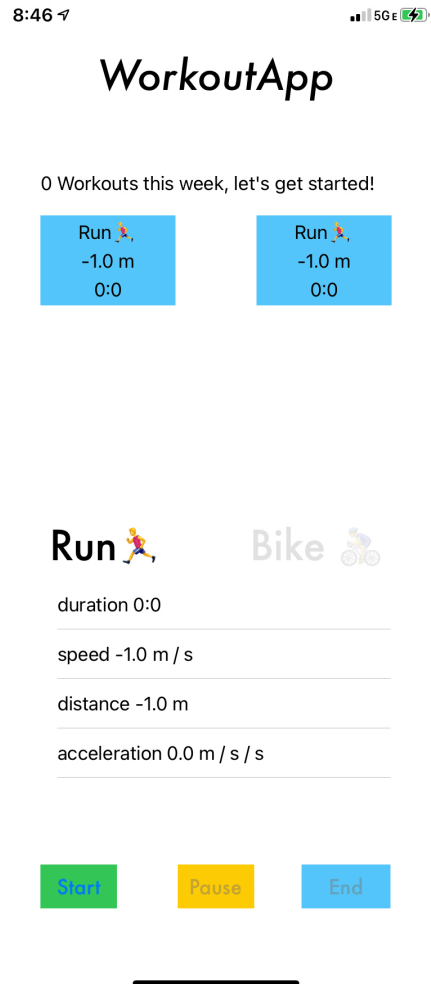 8:46 5GE
WorkoutApp
0 Workouts this week, let's get started!
Run🏃 Run🏃
-1.0 m -1.0 m
0:0 0:0
Run🏃 Bike 🚴
duration 0:0
speed -1.0 m / s
distance -1.0 m
acceleration 0.0 m / s / s
Start Pause End